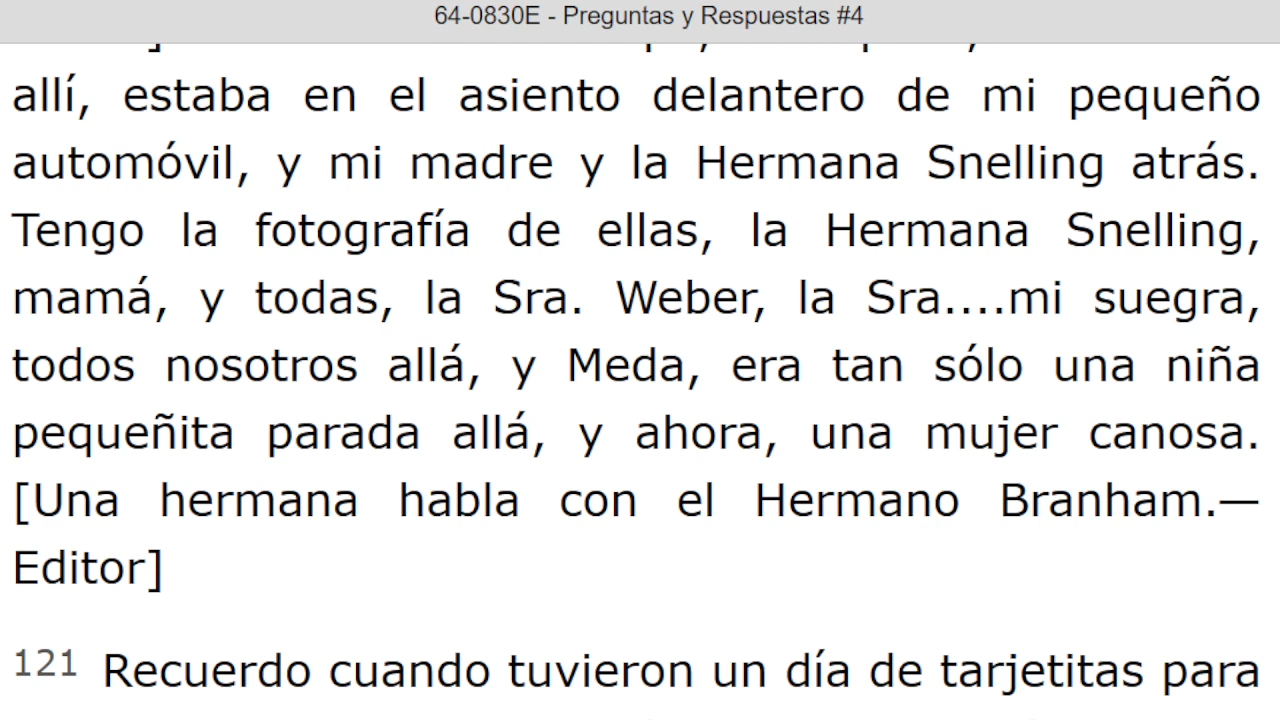 64-0830E - Preguntas y Respuestas #4
allí, estaba en el asiento delantero de mi pequeño
automóvil, y mi madre y la Hermana Snelling atrás.
Tengo la fotografía de ellas, la Hermana Snelling,
mamá, y todas, la Sra. Weber, la Sra....mi suegra,
todos nosotros allá, y Meda, era tan sólo una niña
pequeñita parada allá, y ahora, una mujer canosa.
[Una hermana habla con el Hermano Branham.—
Editor]
121 Recuerdo cuando tuvieron un día de tarjetitas para